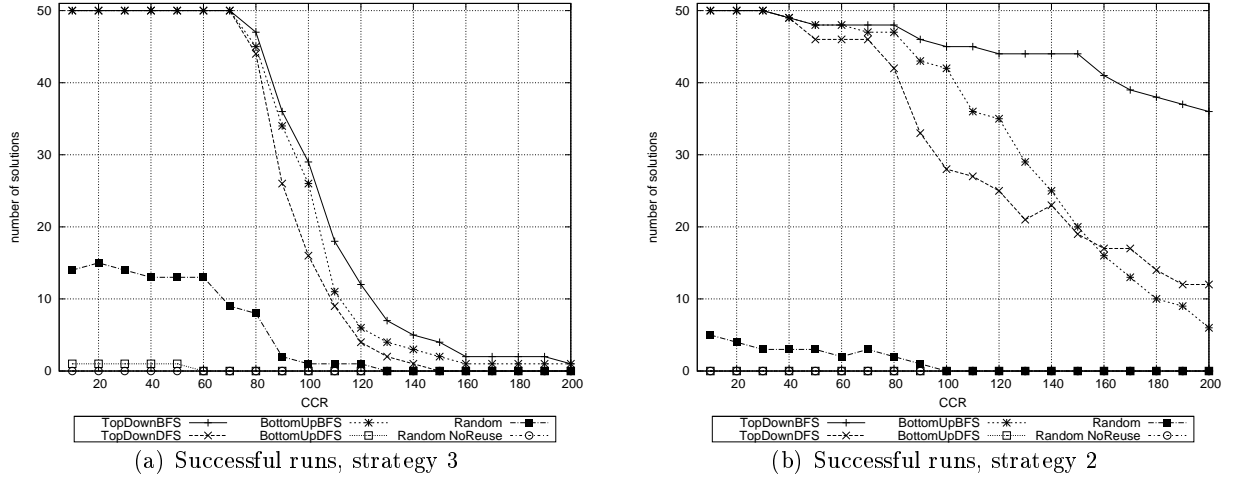 50
40
30
20
10
0
number of solutions
20 40 60 80 100 120 140 160 180 200
CCR
TopDownBFS BottomUpBFS Random
TopDownDFS BottomUpDFS Random NoReuse
(a) Successful runs, strategy 3
50
40
30
20
10
0
number of solutions
20 40 60 80 100 120 140 160 180 200
CCR
TopDownBFS BottomUpBFS Random
TopDownDFS BottomUpDFS Random NoReuse
(b) Successful runs, strategy 2